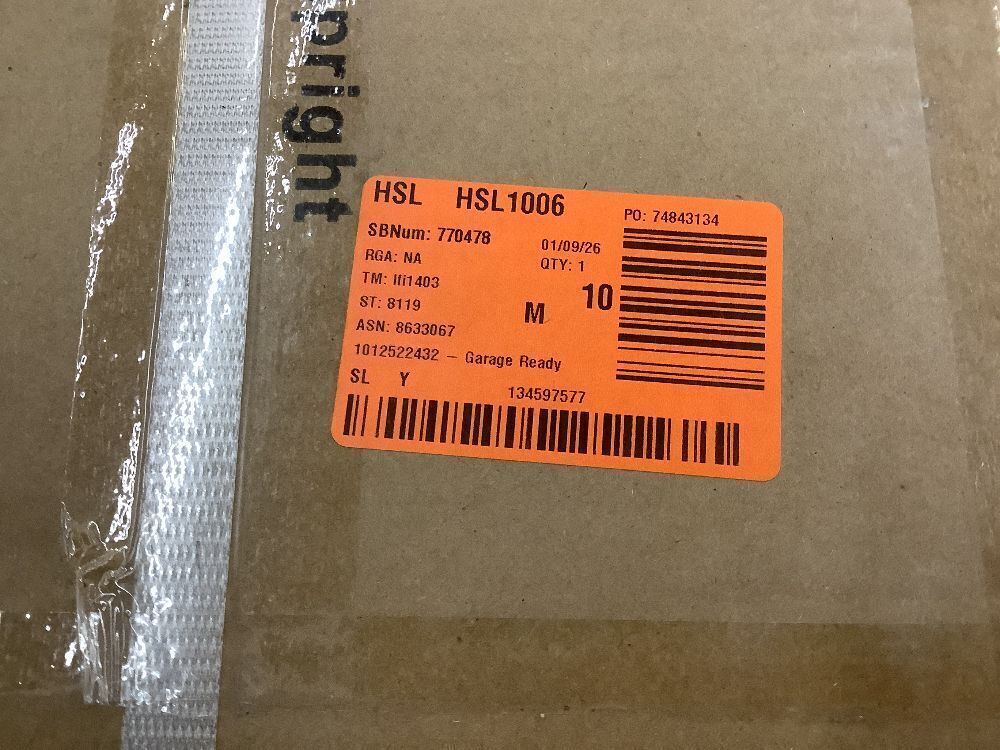 pright
HSL HSL1006
PO: 74843134
SBNum: 770478
01/09/26
RGA: NA
QTY: 1
TM: lfi1403
10
ST: 8119
M
ASN: 8633067
1012522432 – Garage Ready
SL Y
134597577